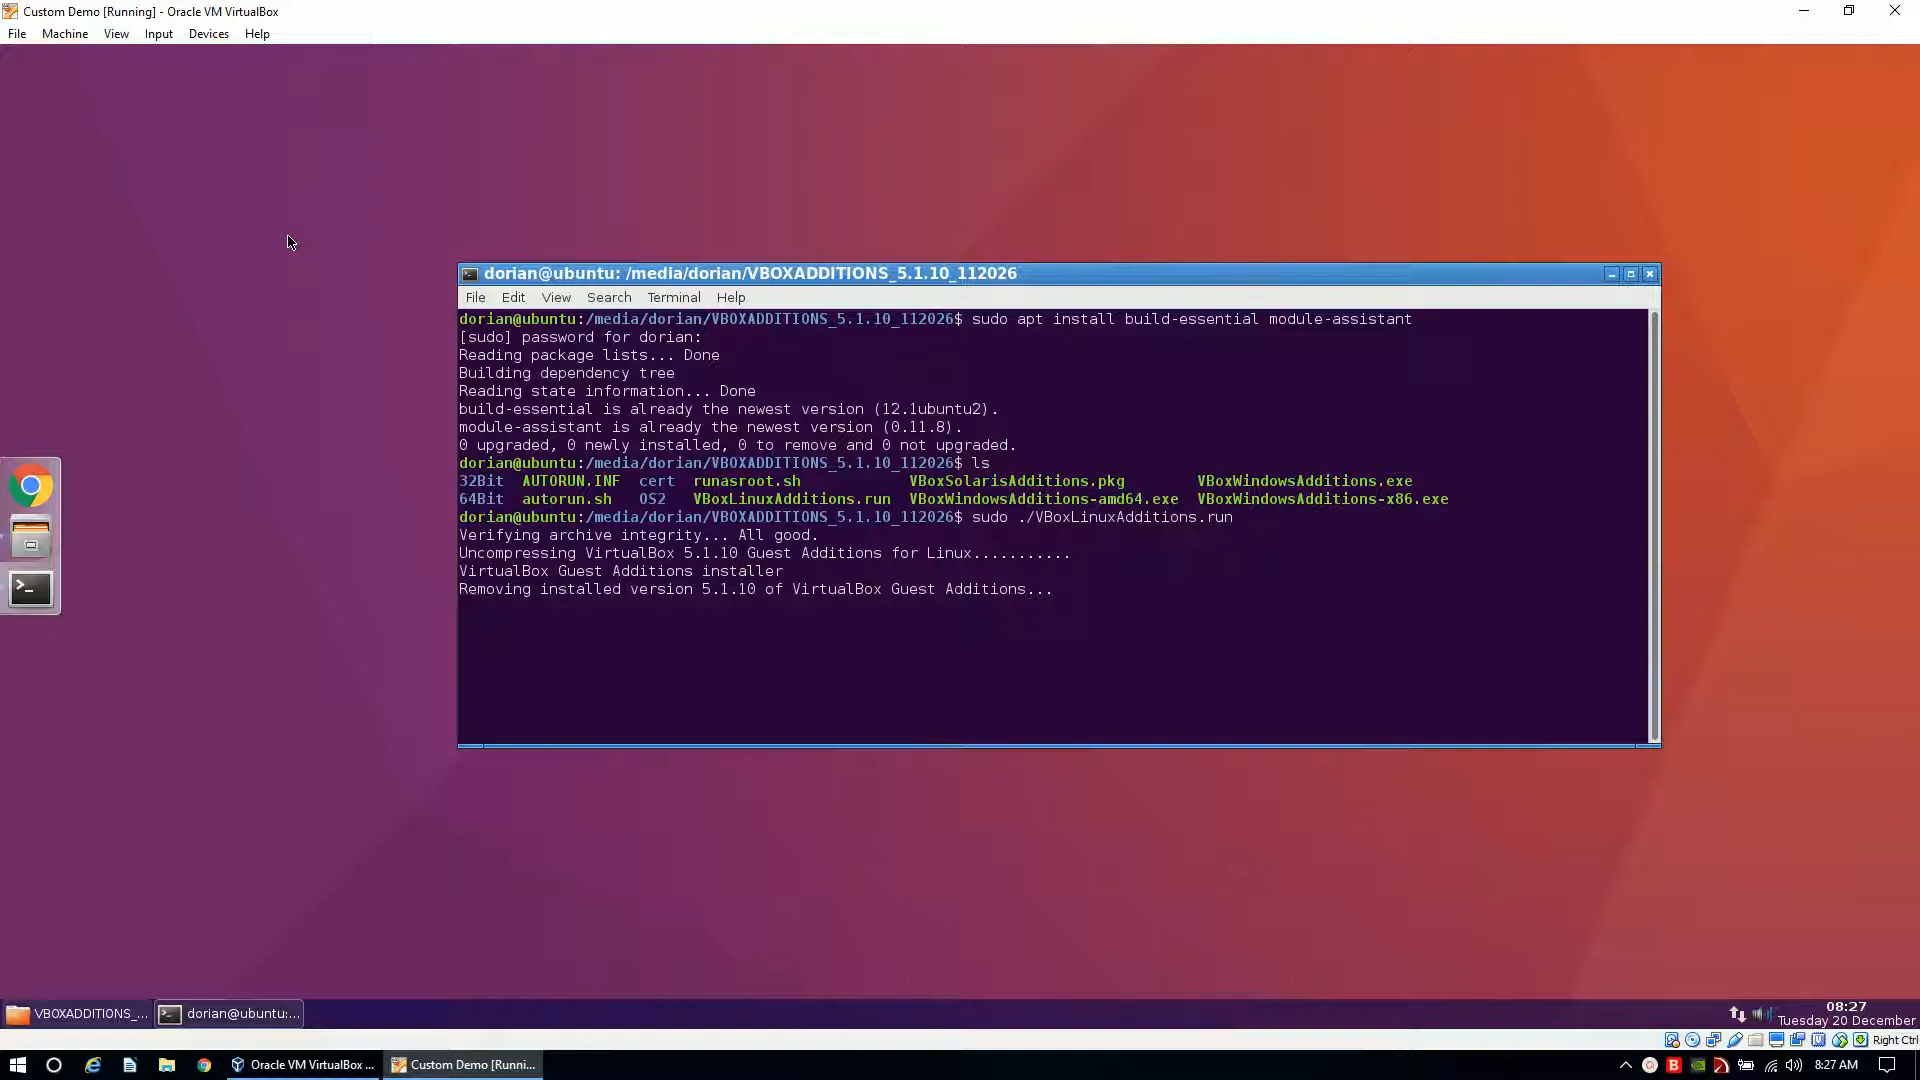 Custom Demo [Running] - Oracle VM VirtualBox
File Machine View Input Devices Help
dorian@ubuntu: /media/dorian/VBOXADDITIONS_5.1.10_112026
File Edit View Search Terminal Help
dorian@ubuntu:/media/dorian/VBOXADDITIONS_5.1.10_112026$ sudo apt install build-essential module-assistant
[sudo] password for dorian:
Reading package lists... Done
Building dependency tree
Reading state information... Done
build-essential is already the newest version (12.1ubuntu2).
module-assistant is already the newest version (0.11.8).
0 upgraded, 0 newly installed, 0 to remove and 0 not upgraded.
dorian@ubuntu:/media/dorian/VBOXADDITIONS_5.1.10_112026$ ls
32Bit AUTORUN.INF cert runasroot.sh VBoxSolarisAdditions.pkg VBoxWindowsAdditions.exe
64Bit autorun.sh OS2 VBoxLinuxAdditions.run VBoxWindowsAdditions-amd64.exe VBoxWindowsAdditions-x86.exe
dorian@ubuntu:/media/dorian/VBOXADDITIONS_5.1.10_112026$ sudo ./VBoxLinuxAdditions.run
Verifying archive integrity... All good.
Uncompressing VirtualBox 5.1.10 Guest Additions for Linux...........
VirtualBox Guest Additions installer
Removing installed version 5.1.10 of VirtualBox Guest Additions...
VBOXADDITIONS_... dorian@ubuntu:...
08:27
Tuesday 20 December
Right Ctrl
Oracle VM VirtualBox ... Custom Demo [Runni... 8:27 AM